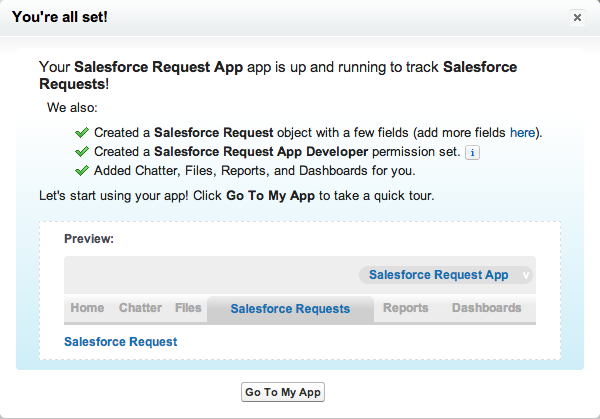 You're all set!
Your Salesforce Request App app is up and running to track Salesforce
Requests!
We also:
Created a Salesforce Request object with a few fields (add more fields here).
Created a Salesforce Request App Developer permission set. i
Added Chatter, Files, Reports, and Dashboards for you.
Let's start using your app! Click Go To My App to take a quick tour.
Preview:
Salesforce Request App v
Home Chatter Files Salesforce Requests Reports Dashboards
Salesforce Request
Go To My App